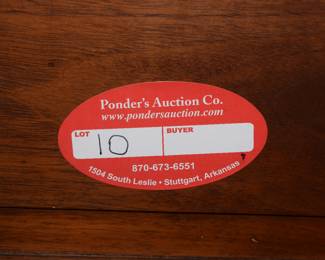 Ponder's Auction Co.
www.pondersauction.com
LOT 10 BUYER
870-673-6551
1504 South Leslie • Stuttgart, Arkansas